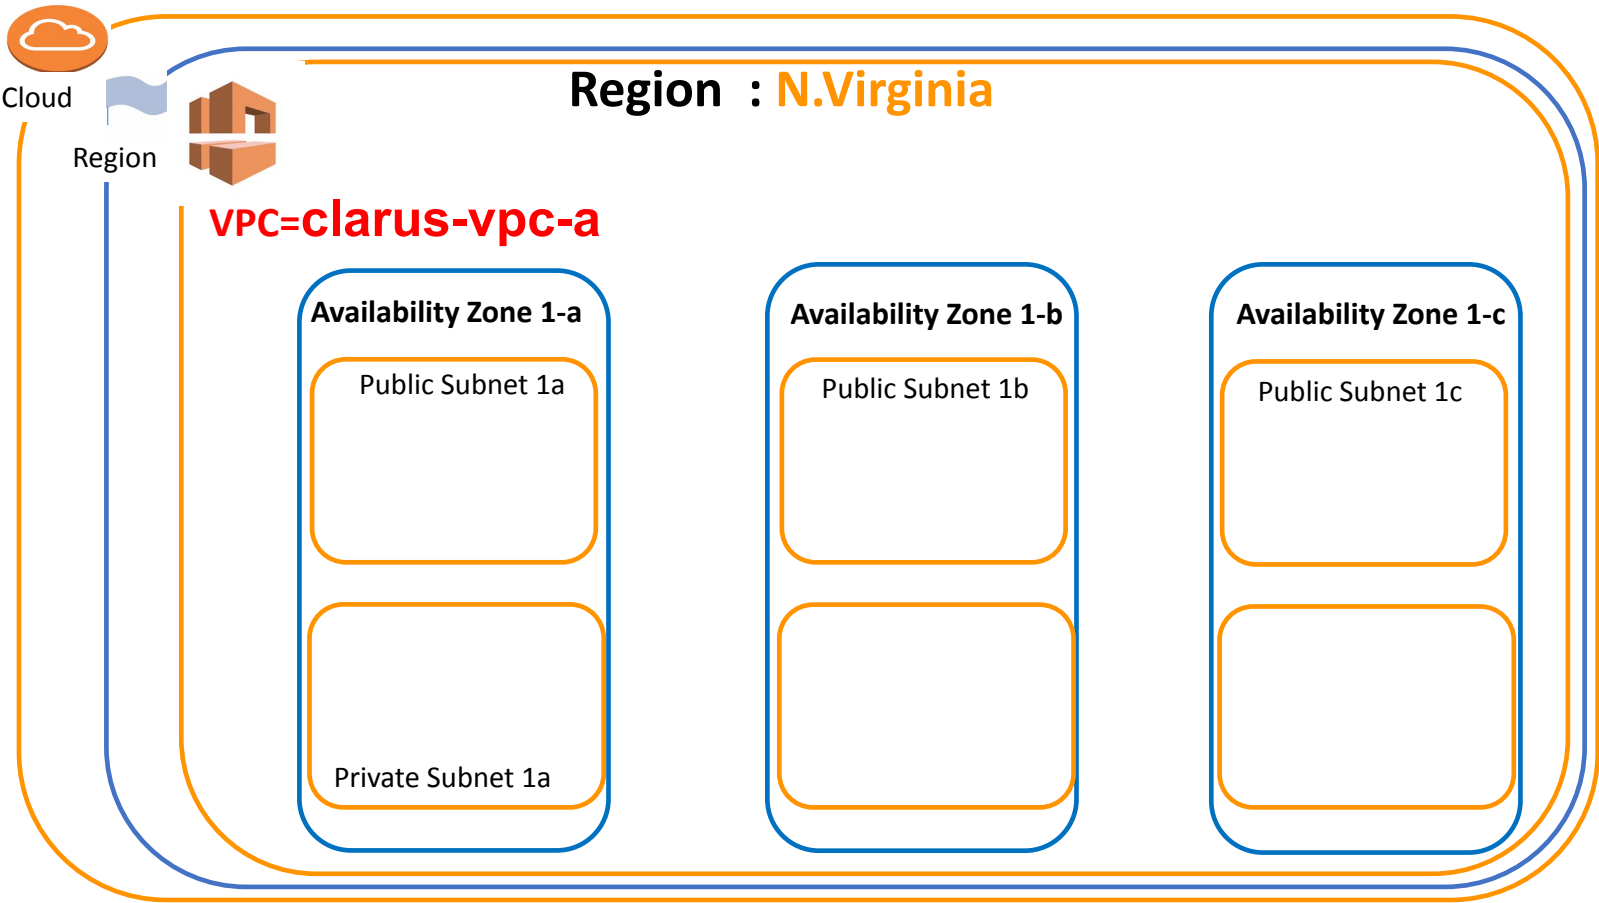 Cloud
Region : N.Virginia
Region
VPC=clarus-vpc-a
Availability Zone 1-a
Availability Zone 1-b
Availability Zone 1-c
Public Subnet 1a
Public Subnet 1b
Public Subnet 1c
Private Subnet 1a